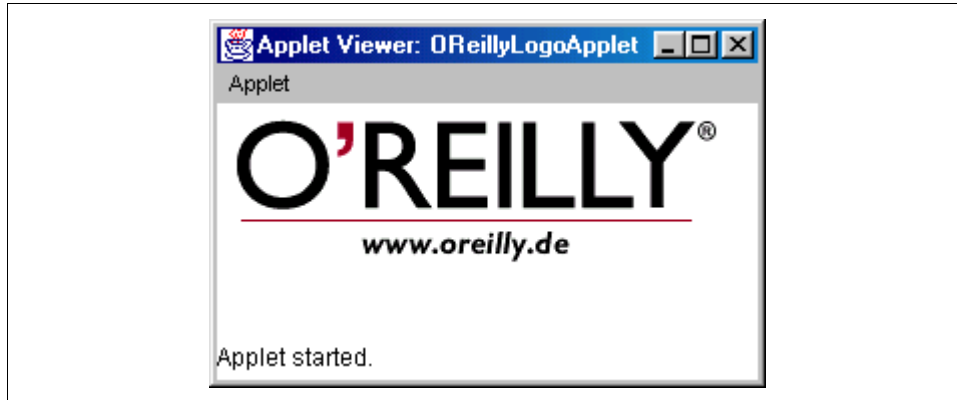 Applet Viewer: OReillyLogoApplet
Applet
O'REILLY®
www.oreilly.de
Applet started.